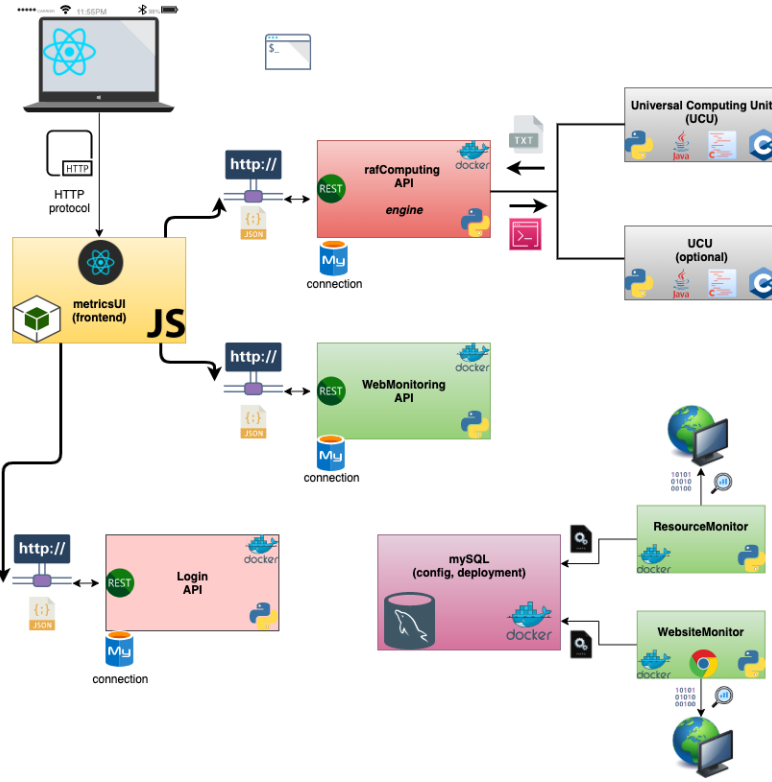 11:55PM
$_
HTTP
HTTP
protocol
http://
{:}
JSON
REST
rafComputing
API
engine
docker
My
connection
TXT
Universal Computing Unit
(UCU)
Java
C
C
UCU
(optional)
Java
C
C
metricsUI
(frontend)
JS
http://
{:}
JSON
REST
WebMonitoring
API
docker
My
connection
http://
{:}
JSON
REST
Login
API
docker
My
connection
mySQL
(config, deployment)
docker
10101
01010
00100
ResourceMonitor
docker
WebsiteMonitor
docker
10101
01010
00100